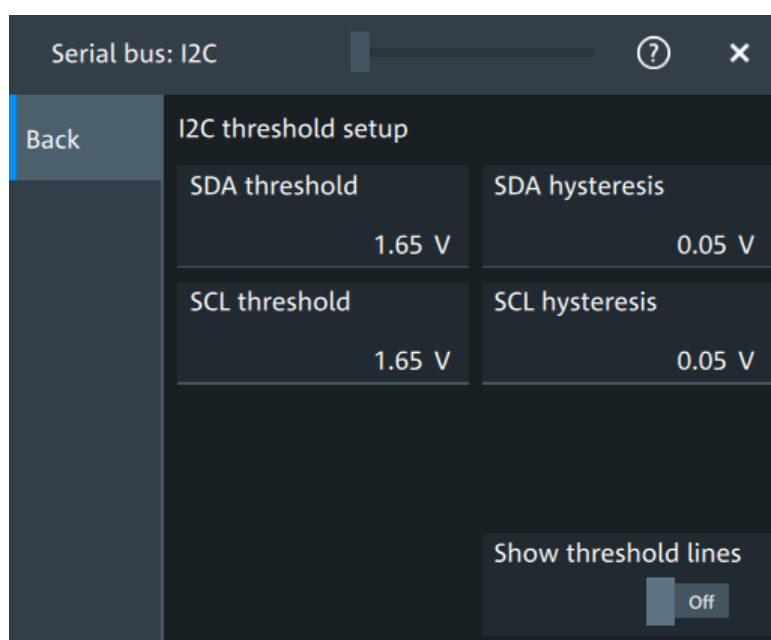 Serial bus: I2C
?
×
Back
I2C threshold setup
SDA threshold
1.65 V
SDA hysteresis
0.05 V
SCL threshold
1.65 V
SCL hysteresis
0.05 V
Show threshold lines
Off